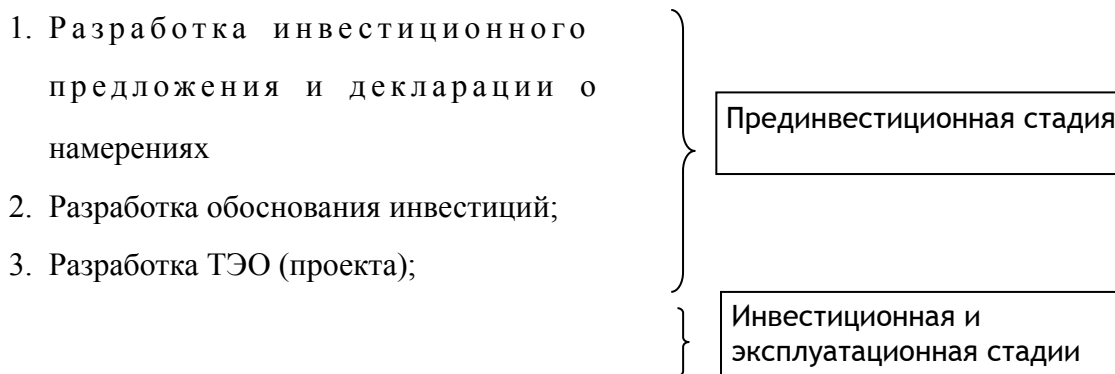 1. Разработка инвестиционного
предложения и декларации о
намерениях
2. Разработка обоснования инвестиций;
3. Разработка ТЭО (проекта);
Прединвестиционная стадия
Инвестиционная и
эксплуатационная стадии